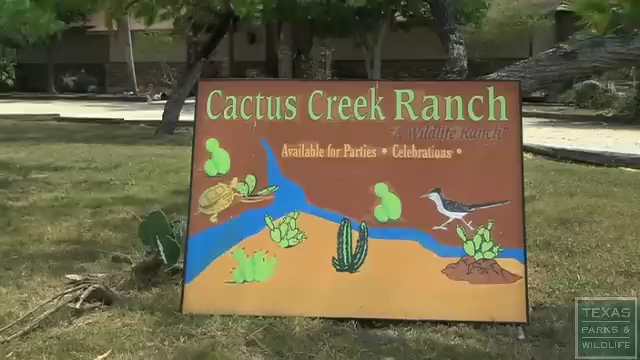 Cactus Creek Ranch
"A Wildlife Ranch"
Available for Parties • Celebrations •
TEXAS
PARKS &
WILDLIFE